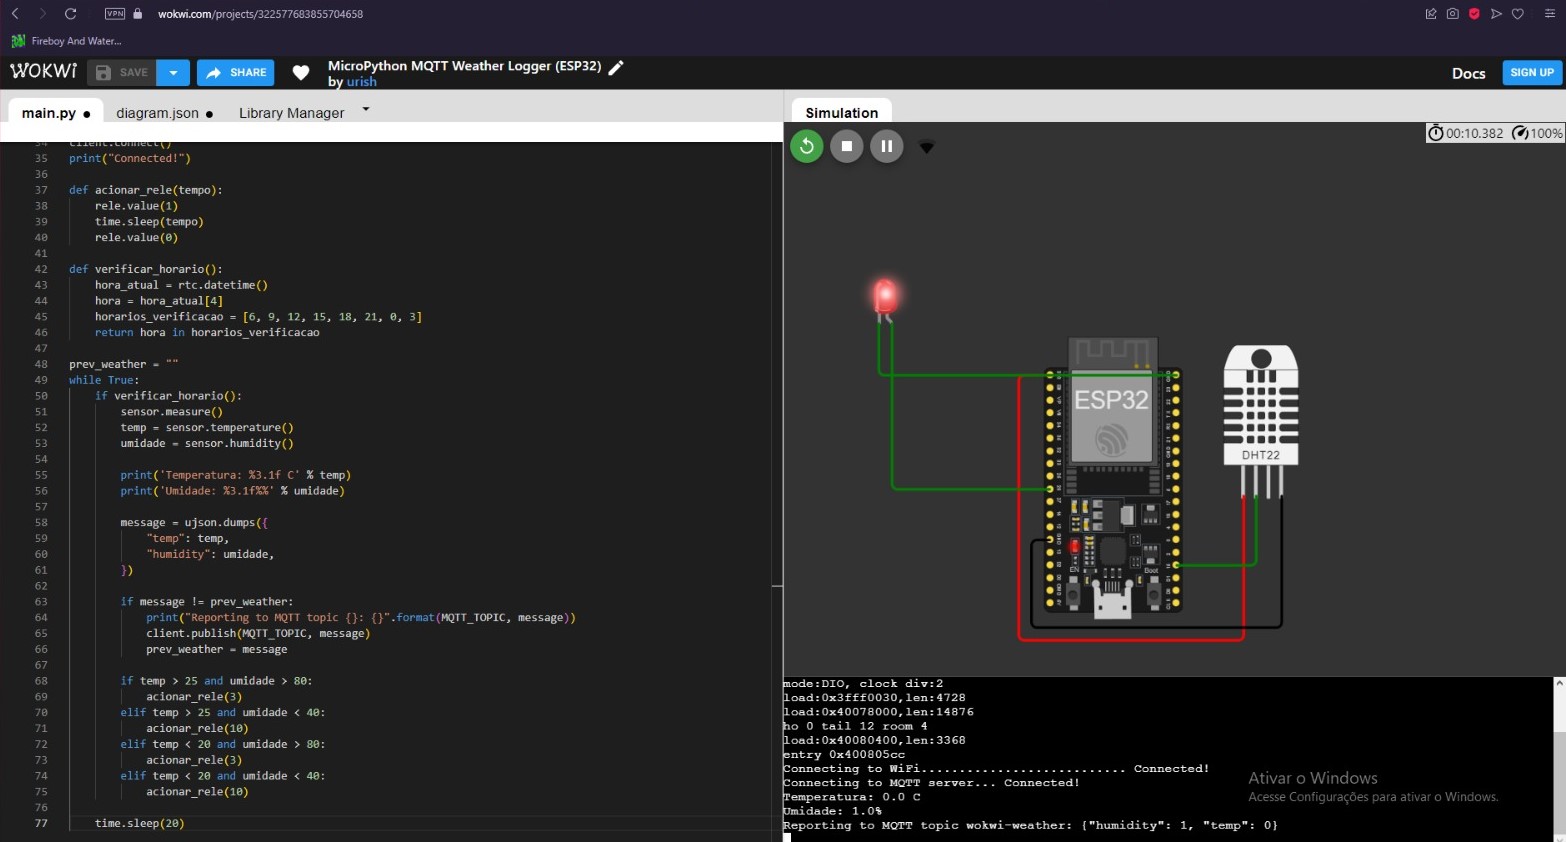 VPN wokwi.com/projects/322577683855704658
Fireboy And Water...
WOKWi SAVE SHARE MicroPython MQTT Weather Logger (ESP32)
by urish
Docs SIGN UP
main.py ● diagram.json ● Library Manager
Simulation
00:10.382 100%
34 client.connect()
35 print("Connected!")
36
37 def acionar_rele(tempo):
38 rele.value(1)
39 time.sleep(tempo)
40 rele.value(0)
41
42 def verificar_horario():
43 hora_atual = rtc.datetime()
44 hora = hora_atual[4]
45 horarios_verificacao = [6, 9, 12, 15, 18, 21, 0, 3]
46 return hora in horarios_verificacao
47
48 prev_weather = ""
49 while True:
50 if verificar_horario():
51 sensor.measure()
52 temp = sensor.temperature()
53 umidade = sensor.humidity()
54
55 print('Temperatura: %3.1f C' % temp)
56 print('Umidade: %3.1f%%' % umidade)
57
58 message = ujson.dumps({
59 "temp": temp,
60 "humidity": umidade,
61 })
62
63 if message != prev_weather:
64 print("Reporting to MQTT topic {}: {}".format(MQTT_TOPIC, message))
65 client.publish(MQTT_TOPIC, message)
66 prev_weather = message
67
68 if temp > 25 and umidade > 80:
69 acionar_rele(3)
70 elif temp > 25 and umidade < 40:
71 acionar_rele(10)
72 elif temp < 20 and umidade > 80:
73 acionar_rele(3)
74 elif temp < 20 and umidade < 40:
75 acionar_rele(10)
76
77 time.sleep(20)
ESP32
DHT22
EN Boot
mode:DIO, clock div:2
load:0x3fff0030,len:4728
load:0x40078000,len:14876
ho 0 tail 12 room 4
load:0x40080400,len:3368
entry 0x400805cc
Connecting to WiFi........................... Connected!
Connecting to MQTT server... Connected!
Temperatura: 0.0 C
Umidade: 1.0%
Reporting to MQTT topic wokwi-weather: {"humidity": 1, "temp": 0}
Ativar o Windows
Acesse Configurações para ativar o Windows.